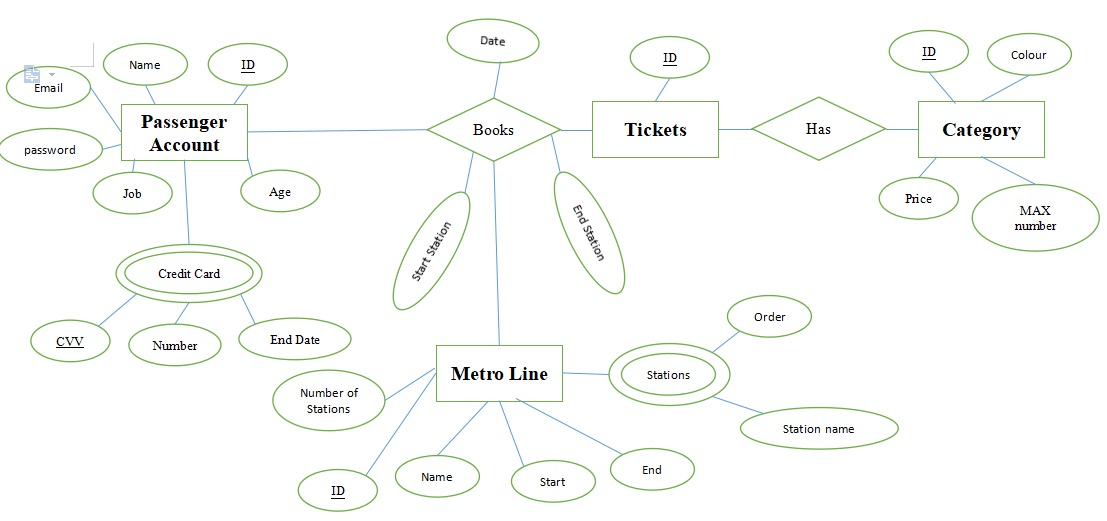 Date
Name
ID
Email
ID
ID
Colour
Passenger
Account
Books
Tickets
Has
Category
password
Job
Age
Price
MAX
number
Start Station
End Station
Credit Card
CVV
Number
End Date
Order
Metro Line
Stations
Number of
Stations
Station name
ID
Name
Start
End